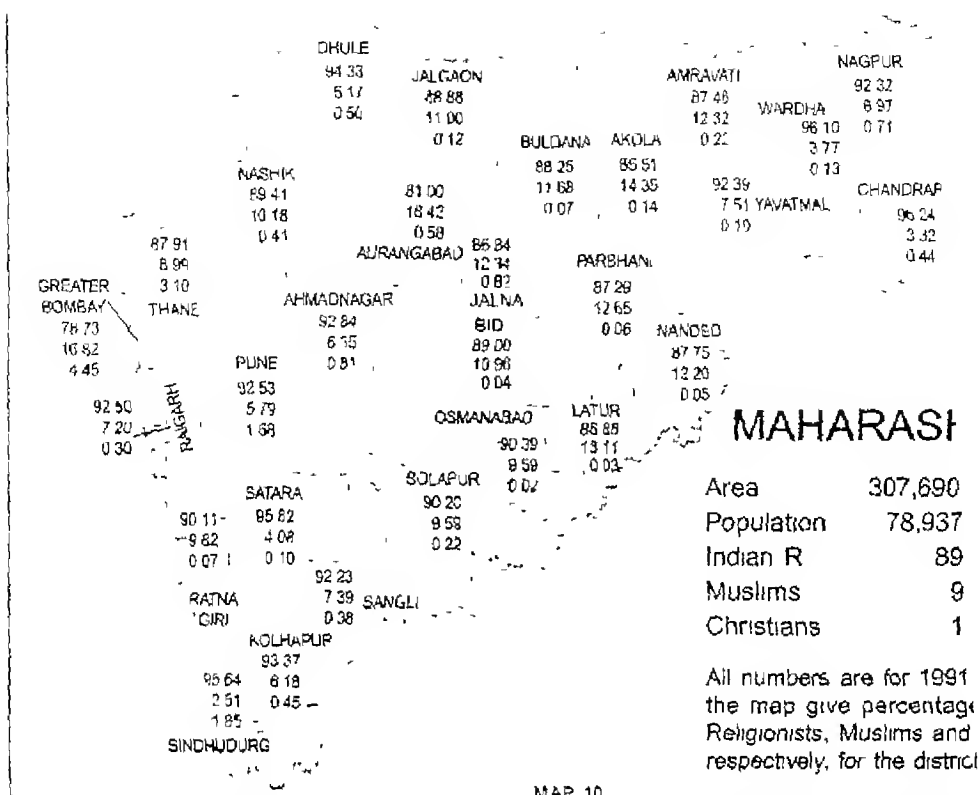 DHULE
94 33
5.17
0 50
JALGAON
88 88
11 00
0 12
AMRAVATI
87 46
12 32
0 22
NAGPUR
92 32
6 97
0 71
WARDHA
96 10
3 77
0 13
BULDANA
88 25
11 68
0 07
AKOLA
85 51
14 35
0 14
92 39
7 51 YAVATMAL
0 10
CHANDRAP
96 24
3 32
0 44
NASHIK
89 41
10 18
0 41
81 00
18 42
0 58
AURANGABAD
86 84
12 34
0 82
JALNA
PARBHANI
87 29
12 65
0 06
87 91
8 99
3 10
THANE
GREATER
BOMBAY
78 73
16 82
4 45
AHMADNAGAR
92 84
6 35
0 81
BID
89 00
10 96
0 04
NANDED
87 75
12 20
0 05
PUNE
92 53
5 79
1 68
92 50
7 20
0 30
RAIGARH
OSMANABAD
90 39
9 59
0 02
LATUR
86 86
13 11
0 03
SOLAPUR
90 20
9 58
0 22
SATARA
95 82
4 08
0 10
90 11
9 82
0 07
RATNA
GIRI
92 23
7 39 SANGLI
0 38
KOLHAPUR
93 37
6 18
0 45
95 64
2 51
1 85
SINDHUDURG
MAHARASH
Area 307,690
Population 78,937
Indian R 89
Muslims 9
Christians 1
All numbers are for 1991
the map give percentage
Religionists, Muslims and
respectively, for the district
MAP 10